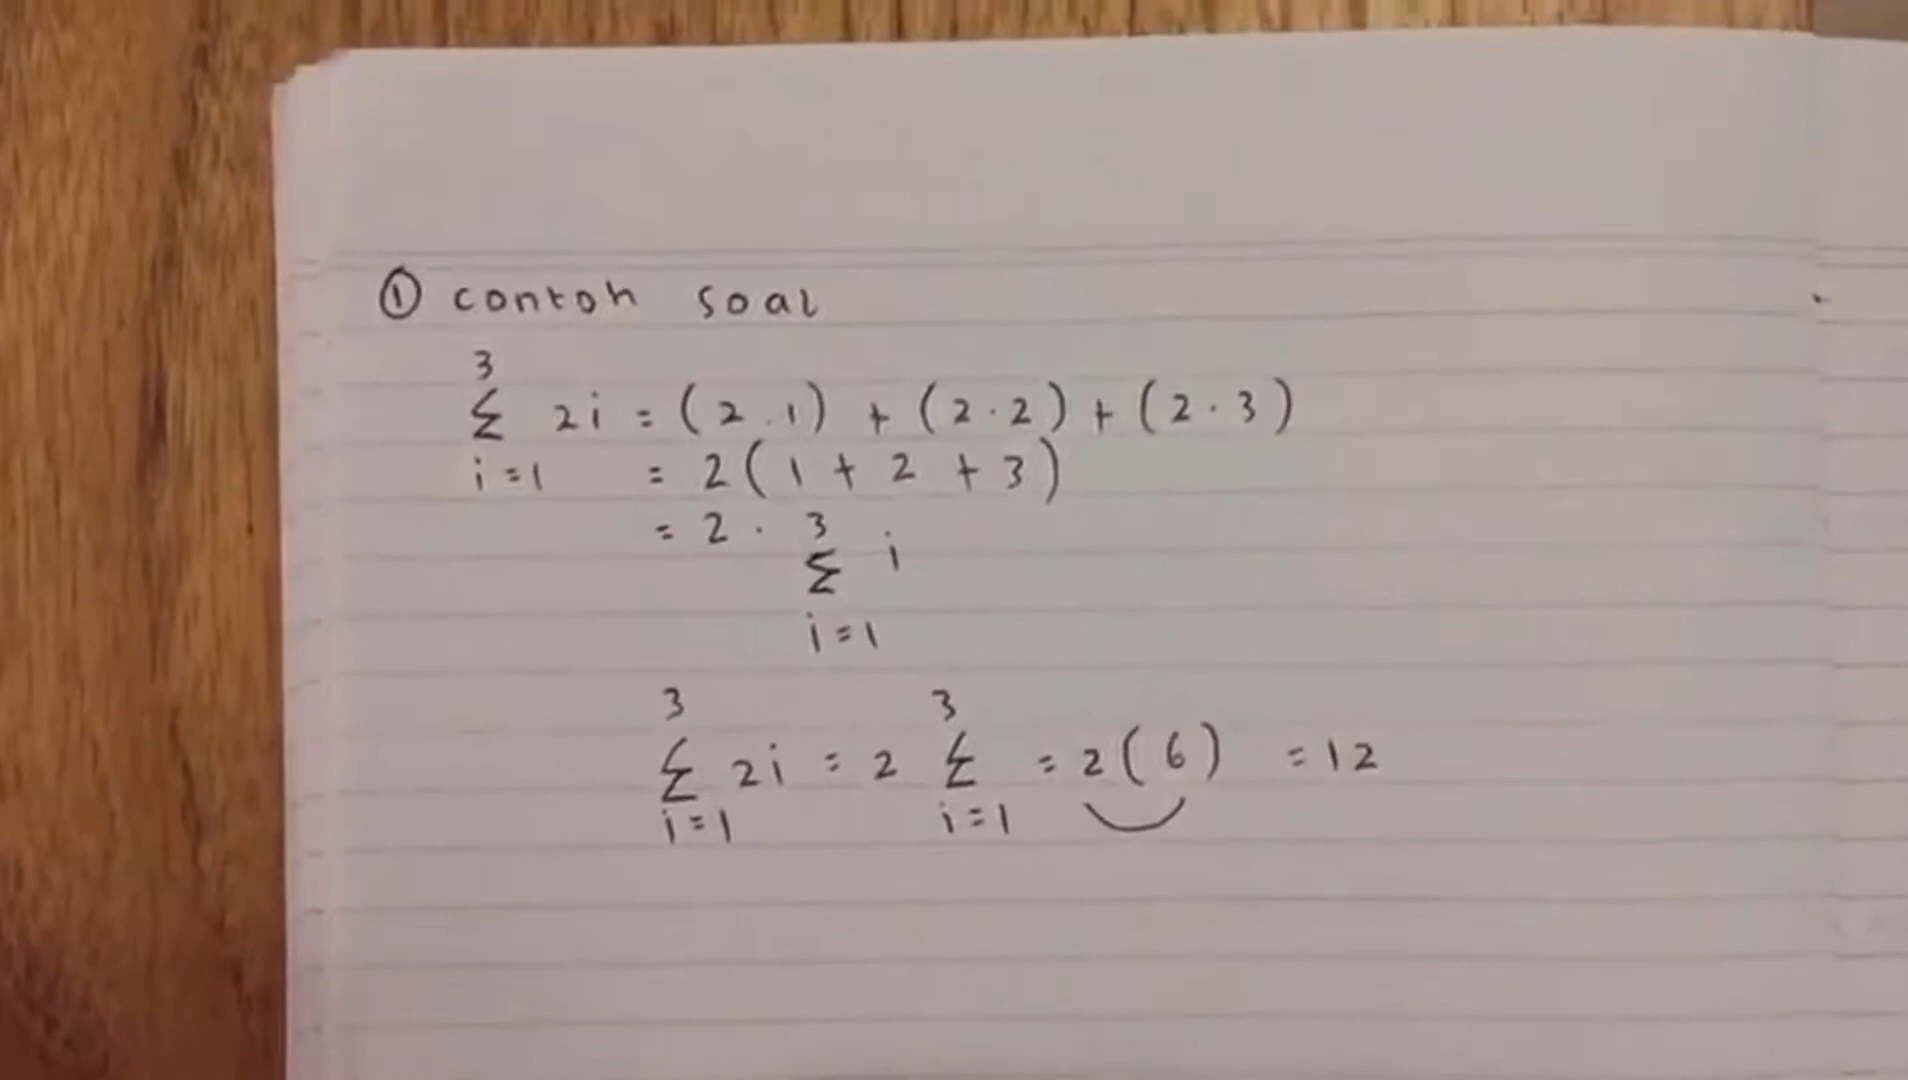 ① contoh soal
3
Σ 2i = (2.1) + (2.2) + (2.3)
i=1 = 2(1 + 2 + 3)
= 2 . 3
Σ i
i=1
3 3
Σ 2i = 2 Σ = 2(6) = 12
i=1 i=1